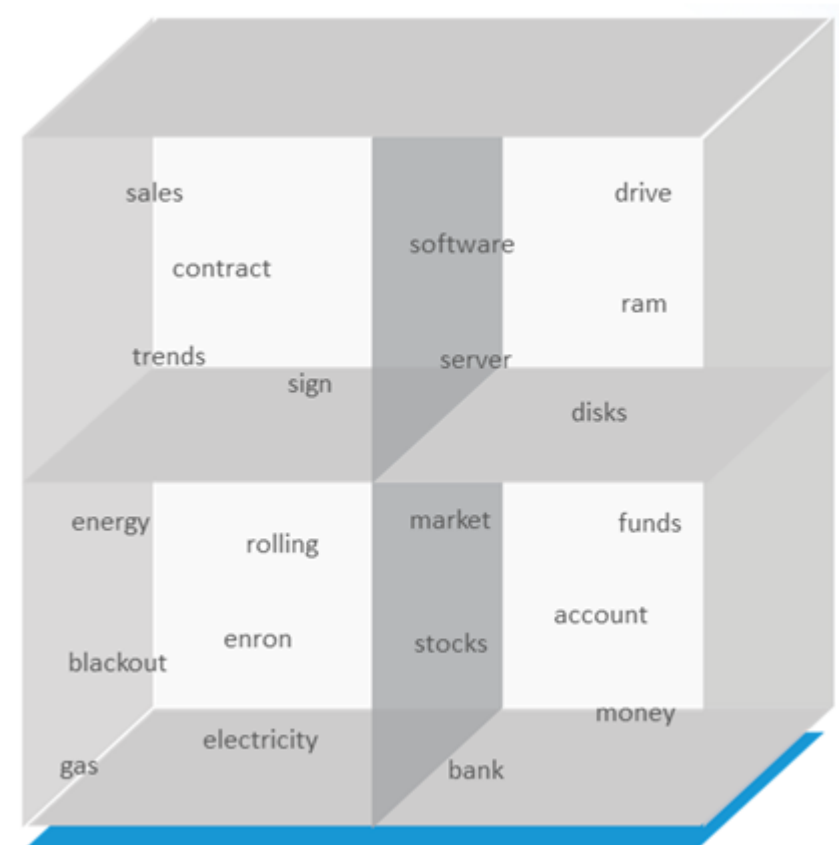 sales
contract
trends
sign
software
server
drive
ram
disks
energy
rolling
enron
blackout
electricity
gas
market
stocks
bank
funds
account
money